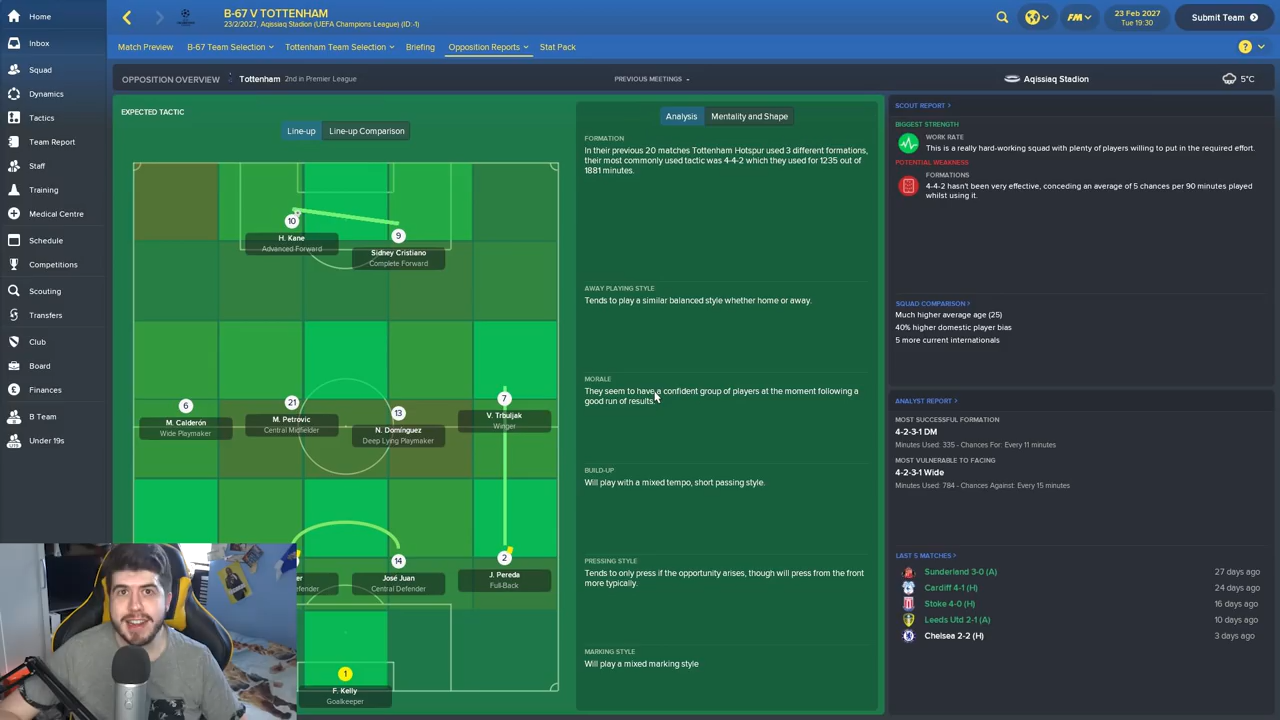 Home
Inbox
Squad
Dynamics
Tactics
Team Report
Staff
Training
Medical Centre
Schedule
Competitions
Scouting
Transfers
Club
Board
Finances
B Team
Under 19s
B-67 V TOTTENHAM
23/2/2027, Aqissiaq Stadium (UEFA Champions League) (ID:-1)
FM
23 Feb 2027
Tue 19:30
Submit Team
Match Preview
B-67 Team Selection
Tottenham Team Selection
Briefing
Opposition Reports
Stat Pack
?
OPPOSITION OVERVIEW
Tottenham 2nd in Premier League
PREVIOUS MEETINGS
Aqissiaq Stadium
5°C
EXPECTED TACTIC
Line-up
Line-up Comparison
10
H. Kane
Advanced Forward
9
Sidney Cristiano
Complete Forward
6
M. Calderón
Wide Playmaker
21
M. Petrovic
Central Midfielder
13
N. Domínguez
Deep Lying Playmaker
7
V. Trbuljak
Winger
14
José Juan
Central Defender
2
J. Pereda
Full-Back
1
F. Kelly
Goalkeeper
Analysis
Mentality and Shape
FORMATION
In their previous 20 matches Tottenham Hotspur used 3 different formations,
their most commonly used tactic was 4-4-2 which they used for 1235 out of
1881 minutes.
AWAY PLAYING STYLE
Tends to play a similar balanced style whether home or away.
MORALE
They seem to have a confident group of players at the moment following a
good run of results.
BUILD-UP
Will play with a mixed tempo, short passing style.
PRESSING STYLE
Tends to only press if the opportunity arises, though will press from the front
more typically.
MARKING STYLE
Will play a mixed marking style
SCOUT REPORT >
BIGGEST STRENGTH
WORK RATE
This is a really hard-working squad with plenty of players willing to put in the required effort.
POTENTIAL WEAKNESS
FORMATIONS
4-4-2 hasn't been very effective, conceding an average of 5 chances per 90 minutes played
whilst using it.
SQUAD COMPARISON >
Much higher average age (25)
40% higher domestic player bias
5 more current internationals
ANALYST REPORT >
MOST SUCCESSFUL FORMATION
4-2-3-1 DM
Minutes Used: 335 - Chances For: Every 11 minutes
MOST VULNERABLE TO FACING
4-2-3-1 Wide
Minutes Used: 784 - Chances Against: Every 15 minutes
LAST 5 MATCHES >
Sunderland 3-0 (A) 27 days ago
Cardiff 4-1 (H) 24 days ago
Stoke 4-0 (H) 16 days ago
Leeds Utd 2-1 (A) 10 days ago
Chelsea 2-2 (H) 3 days ago